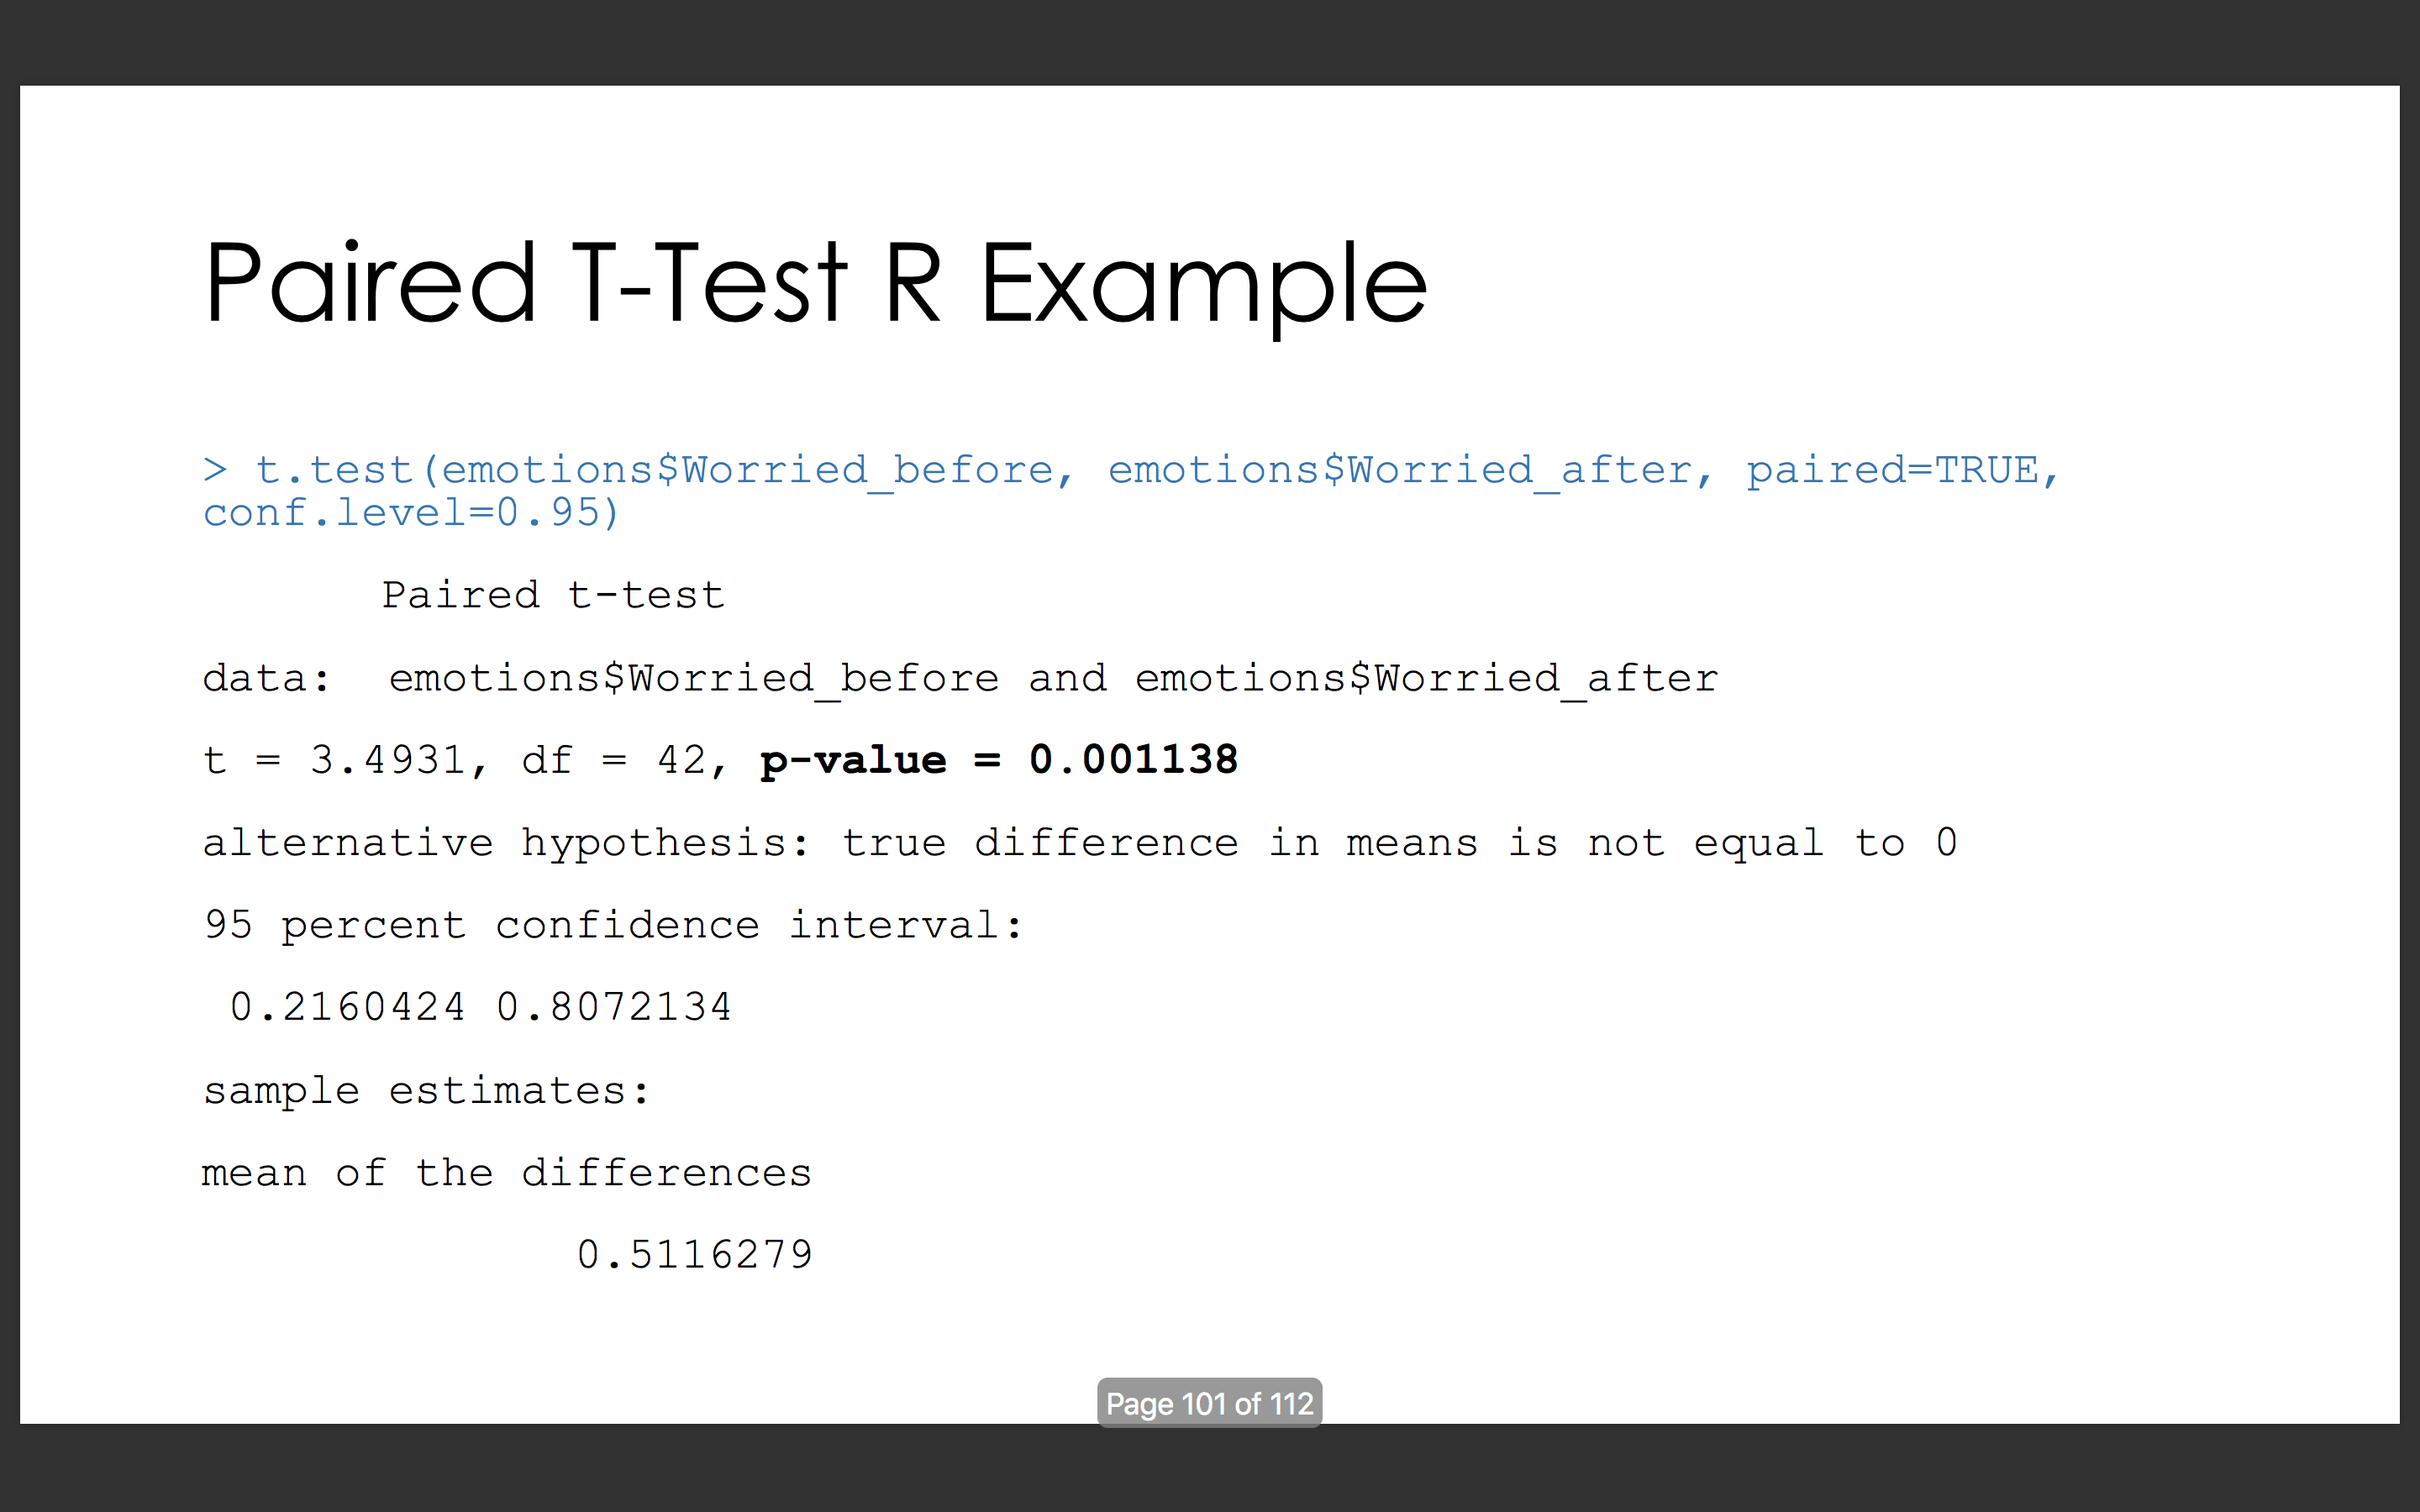 Paired T-Test R Example
> t.test(emotions$Worried_before, emotions$Worried_after, paired=TRUE,
conf.level=0.95)
Paired t-test
data:  emotions$Worried_before and emotions$Worried_after
t = 3.4931, df = 42, p-value = 0.001138
alternative hypothesis: true difference in means is not equal to 0
95 percent confidence interval:
0.2160424 0.8072134
sample estimates:
mean of the differences
0.5116279
Page 101 of 112